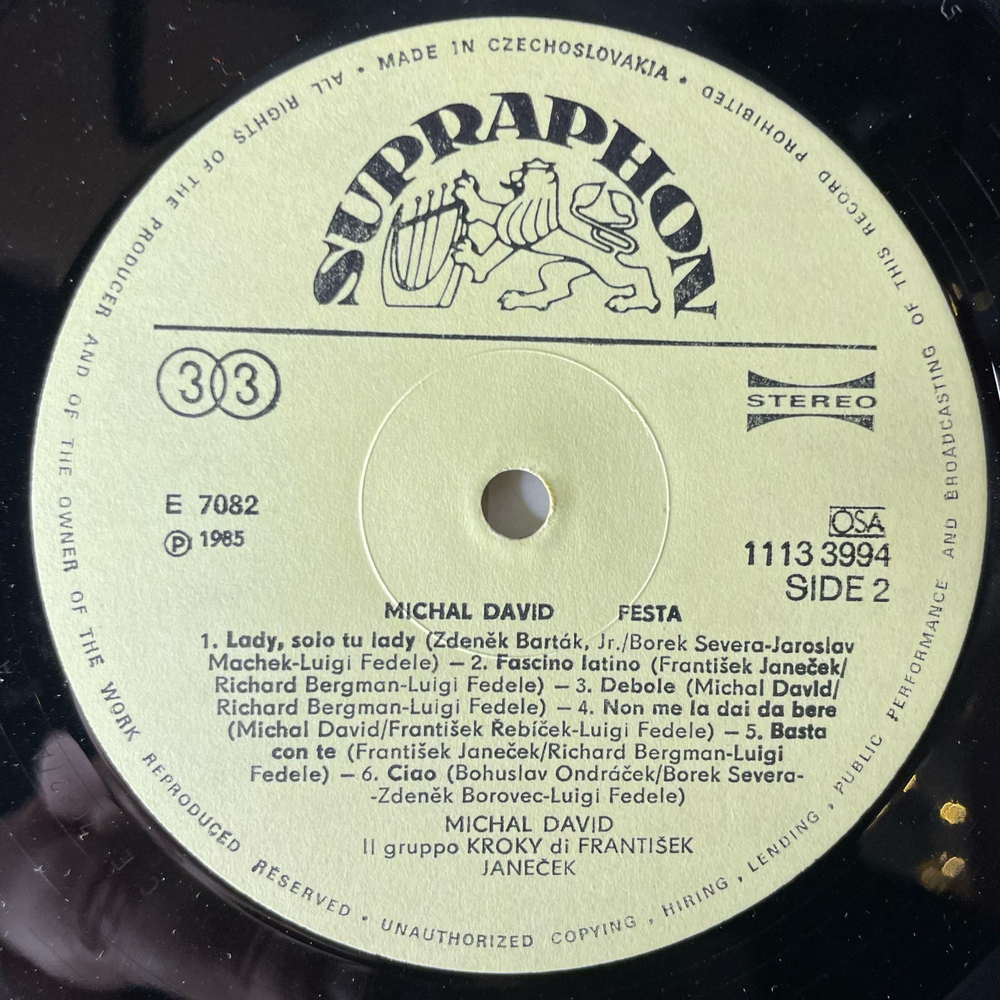 MADE IN CZECHOSLOVAKIA • ALL RIGHTS OF THE PRODUCER AND OF THE OWNER OF THE WORK REPRODUCED RESERVED • UNAUTHORIZED COPYING, HIRING, LENDING, PUBLIC PERFORMANCE AND BROADCASTING OF THIS RECORD PROHIBITED •
SUPRAPHON
33
STEREO
E 7082
Ⓟ 1985
OSA
1113 3994
SIDE 2
MICHAL DAVID FESTA
1. Lady, solo tu lady (Zdeněk Barták, Jr./Borek Severa-Jaroslav
Machek-Luigi Fedele) – 2. Fascino latino (František Janeček/
Richard Bergman-Luigi Fedele) – 3. Debole (Michal David/
Richard Bergman-Luigi Fedele) – 4. Non me la dai da bere
(Michal David/František Řebíček-Luigi Fedele) – 5. Basta
con te (František Janeček/Richard Bergman-Luigi
Fedele) – 6. Ciao (Bohuslav Ondráček/Borek Severa-
-Zdeněk Borovec-Luigi Fedele)
MICHAL DAVID
Il gruppo KROKY di FRANTIŠEK
JANEČEK